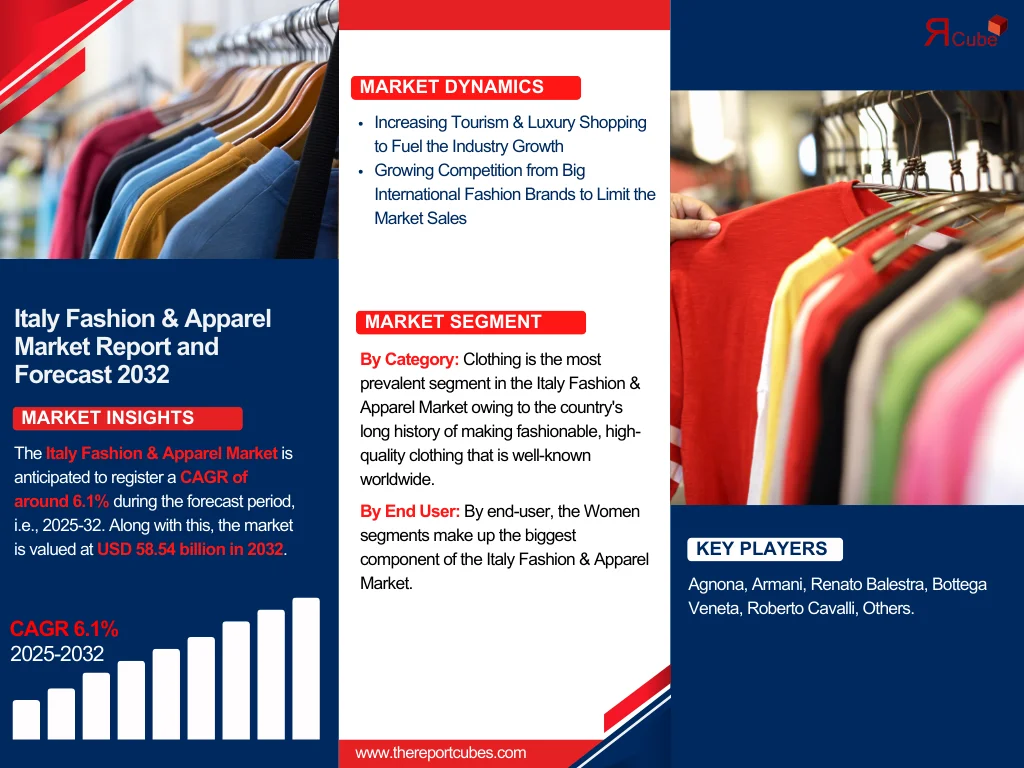 Italy Fashion & Apparel
Market Report and
Forecast 2032
MARKET INSIGHTS
The Italy Fashion & Apparel Market is
anticipated to register a CAGR of
around 6.1% during the forecast period,
i.e., 2025-32. Along with this, the market
is valued at USD 58.54 billion in 2032.
CAGR 6.1%
2025-2032
MARKET DYNAMICS
• Increasing Tourism & Luxury Shopping
to Fuel the Industry Growth
• Growing Competition from Big
International Fashion Brands to Limit the
Market Sales
MARKET SEGMENT
By Category: Clothing is the most
prevalent segment in the Italy Fashion &
Apparel Market owing to the country's
long history of making fashionable, high-
quality clothing that is well-known
worldwide.
By End User: By end-user, the Women
segments make up the biggest
component of the Italy Fashion & Apparel
Market.
www.thereportcubes.com
ЯCube
KEY PLAYERS
Agnona, Armani, Renato Balestra, Bottega
Veneta, Roberto Cavalli, Others.